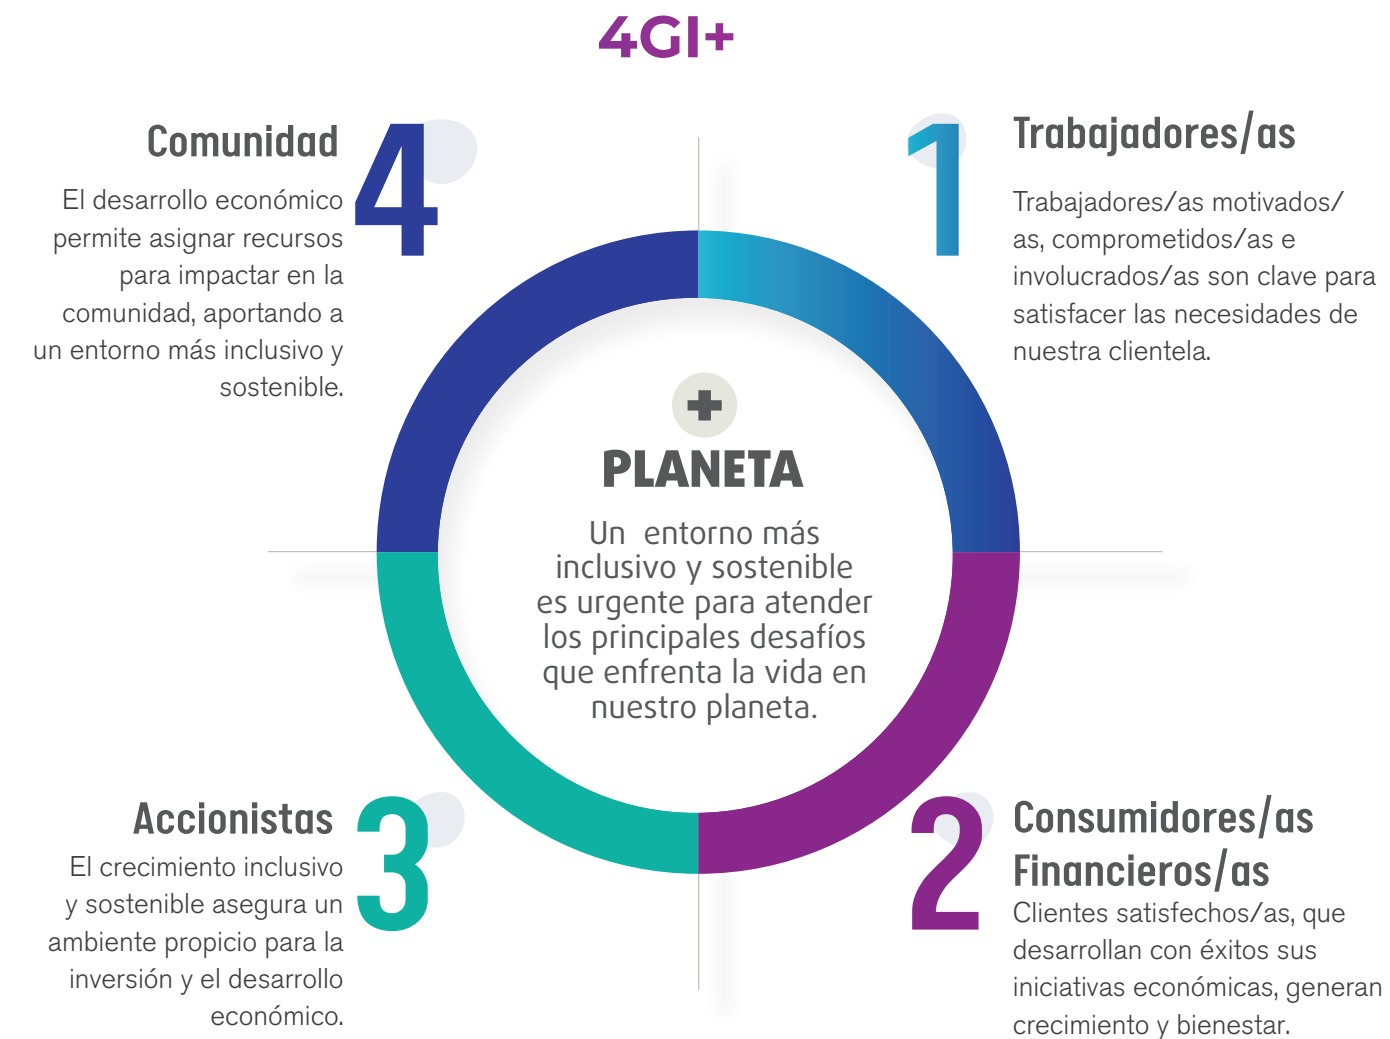 4GI+
Comunidad
4
El desarrollo económico
permite asignar recursos
para impactar en la
comunidad, aportando a
un entorno más inclusivo y
sostenible.
1
Trabajadores/as
Trabajadores/as motivados/
as, comprometidos/as e
involucrados/as son clave para
satisfacer las necesidades de
nuestra clientela.
+
PLANETA
Un entorno más
inclusivo y sostenible
es urgente para atender
los principales desafíos
que enfrenta la vida en
nuestro planeta.
Accionistas
3
El crecimiento inclusivo
y sostenible asegura un
ambiente propicio para la
inversión y el desarrollo
económico.
2
Consumidores/as
Financieros/as
Clientes satisfechos/as, que
desarrollan con éxitos sus
iniciativas económicas, generan
crecimiento y bienestar.